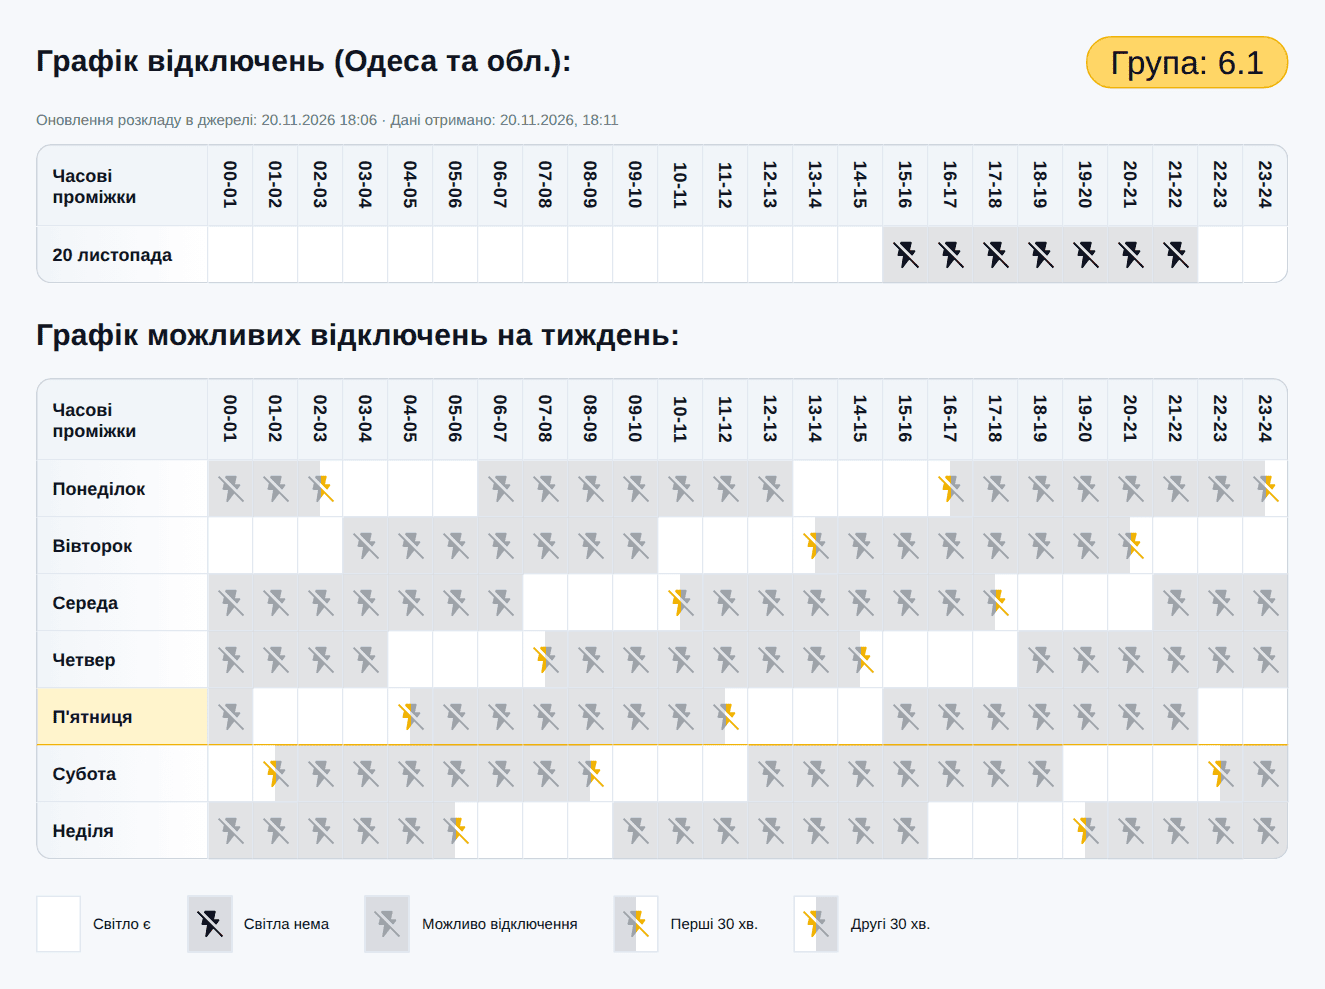 Графік відключень (Одеса та обл.):
Група: 6.1
Оновлення розкладу в джерелі: 20.11.2026 18:06 · Дані отримано: 20.11.2026, 18:11
Часові
проміжки
00-01 01-02 02-03 03-04 04-05 05-06 06-07 07-08 08-09 09-10 10-11 11-12 12-13 13-14 14-15 15-16 16-17 17-18 18-19 19-20 20-21 21-22 22-23 23-24
20 листопада
Графік можливих відключень на тиждень:
Часові
проміжки
00-01 01-02 02-03 03-04 04-05 05-06 06-07 07-08 08-09 09-10 10-11 11-12 12-13 13-14 14-15 15-16 16-17 17-18 18-19 19-20 20-21 21-22 22-23 23-24
Понеділок
Вівторок
Середа
Четвер
П'ятниця
Субота
Неділя
Світло є
Світла нема
Можливо відключення
Перші 30 хв.
Другі 30 хв.